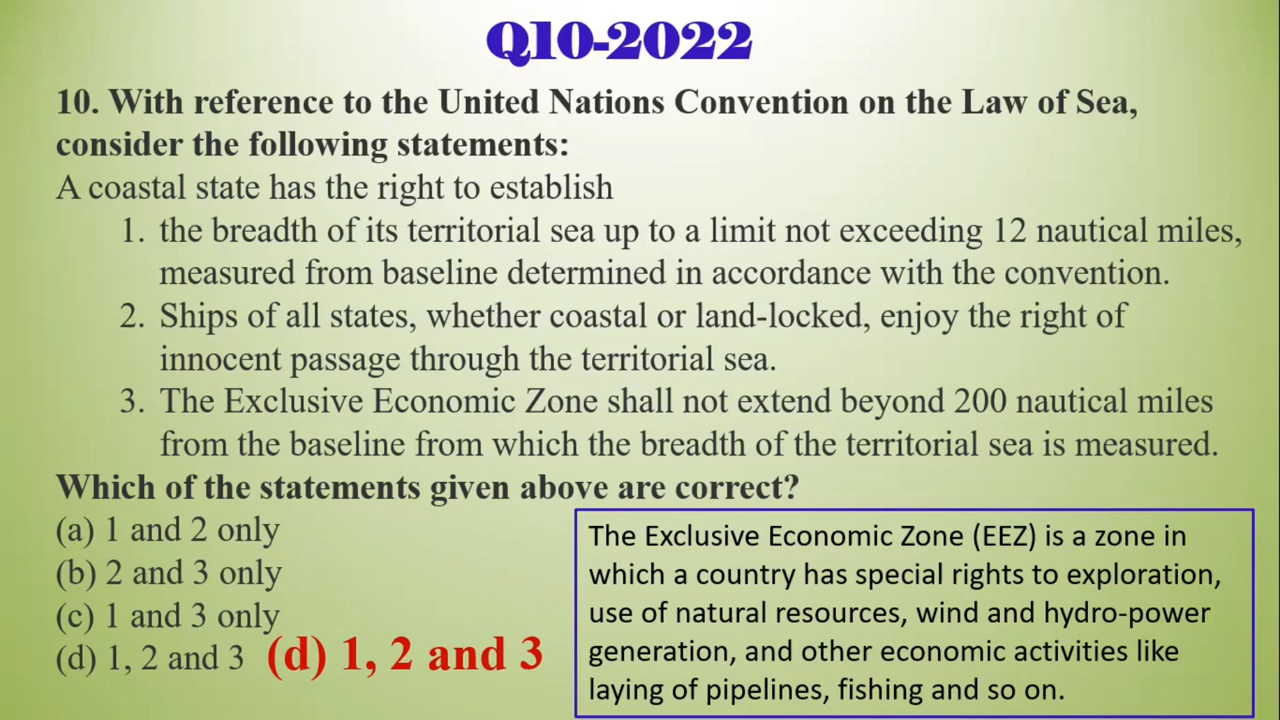 Q10-2022
10. With reference to the United Nations Convention on the Law of Sea,
consider the following statements:
A coastal state has the right to establish
1. the breadth of its territorial sea up to a limit not exceeding 12 nautical miles,
measured from baseline determined in accordance with the convention.
2. Ships of all states, whether coastal or land-locked, enjoy the right of
innocent passage through the territorial sea.
3. The Exclusive Economic Zone shall not extend beyond 200 nautical miles
from the baseline from which the breadth of the territorial sea is measured.
Which of the statements given above are correct?
(a) 1 and 2 only
(b) 2 and 3 only
(c) 1 and 3 only
(d) 1, 2 and 3 (d) 1, 2 and 3
The Exclusive Economic Zone (EEZ) is a zone in
which a country has special rights to exploration,
use of natural resources, wind and hydro-power
generation, and other economic activities like
laying of pipelines, fishing and so on.